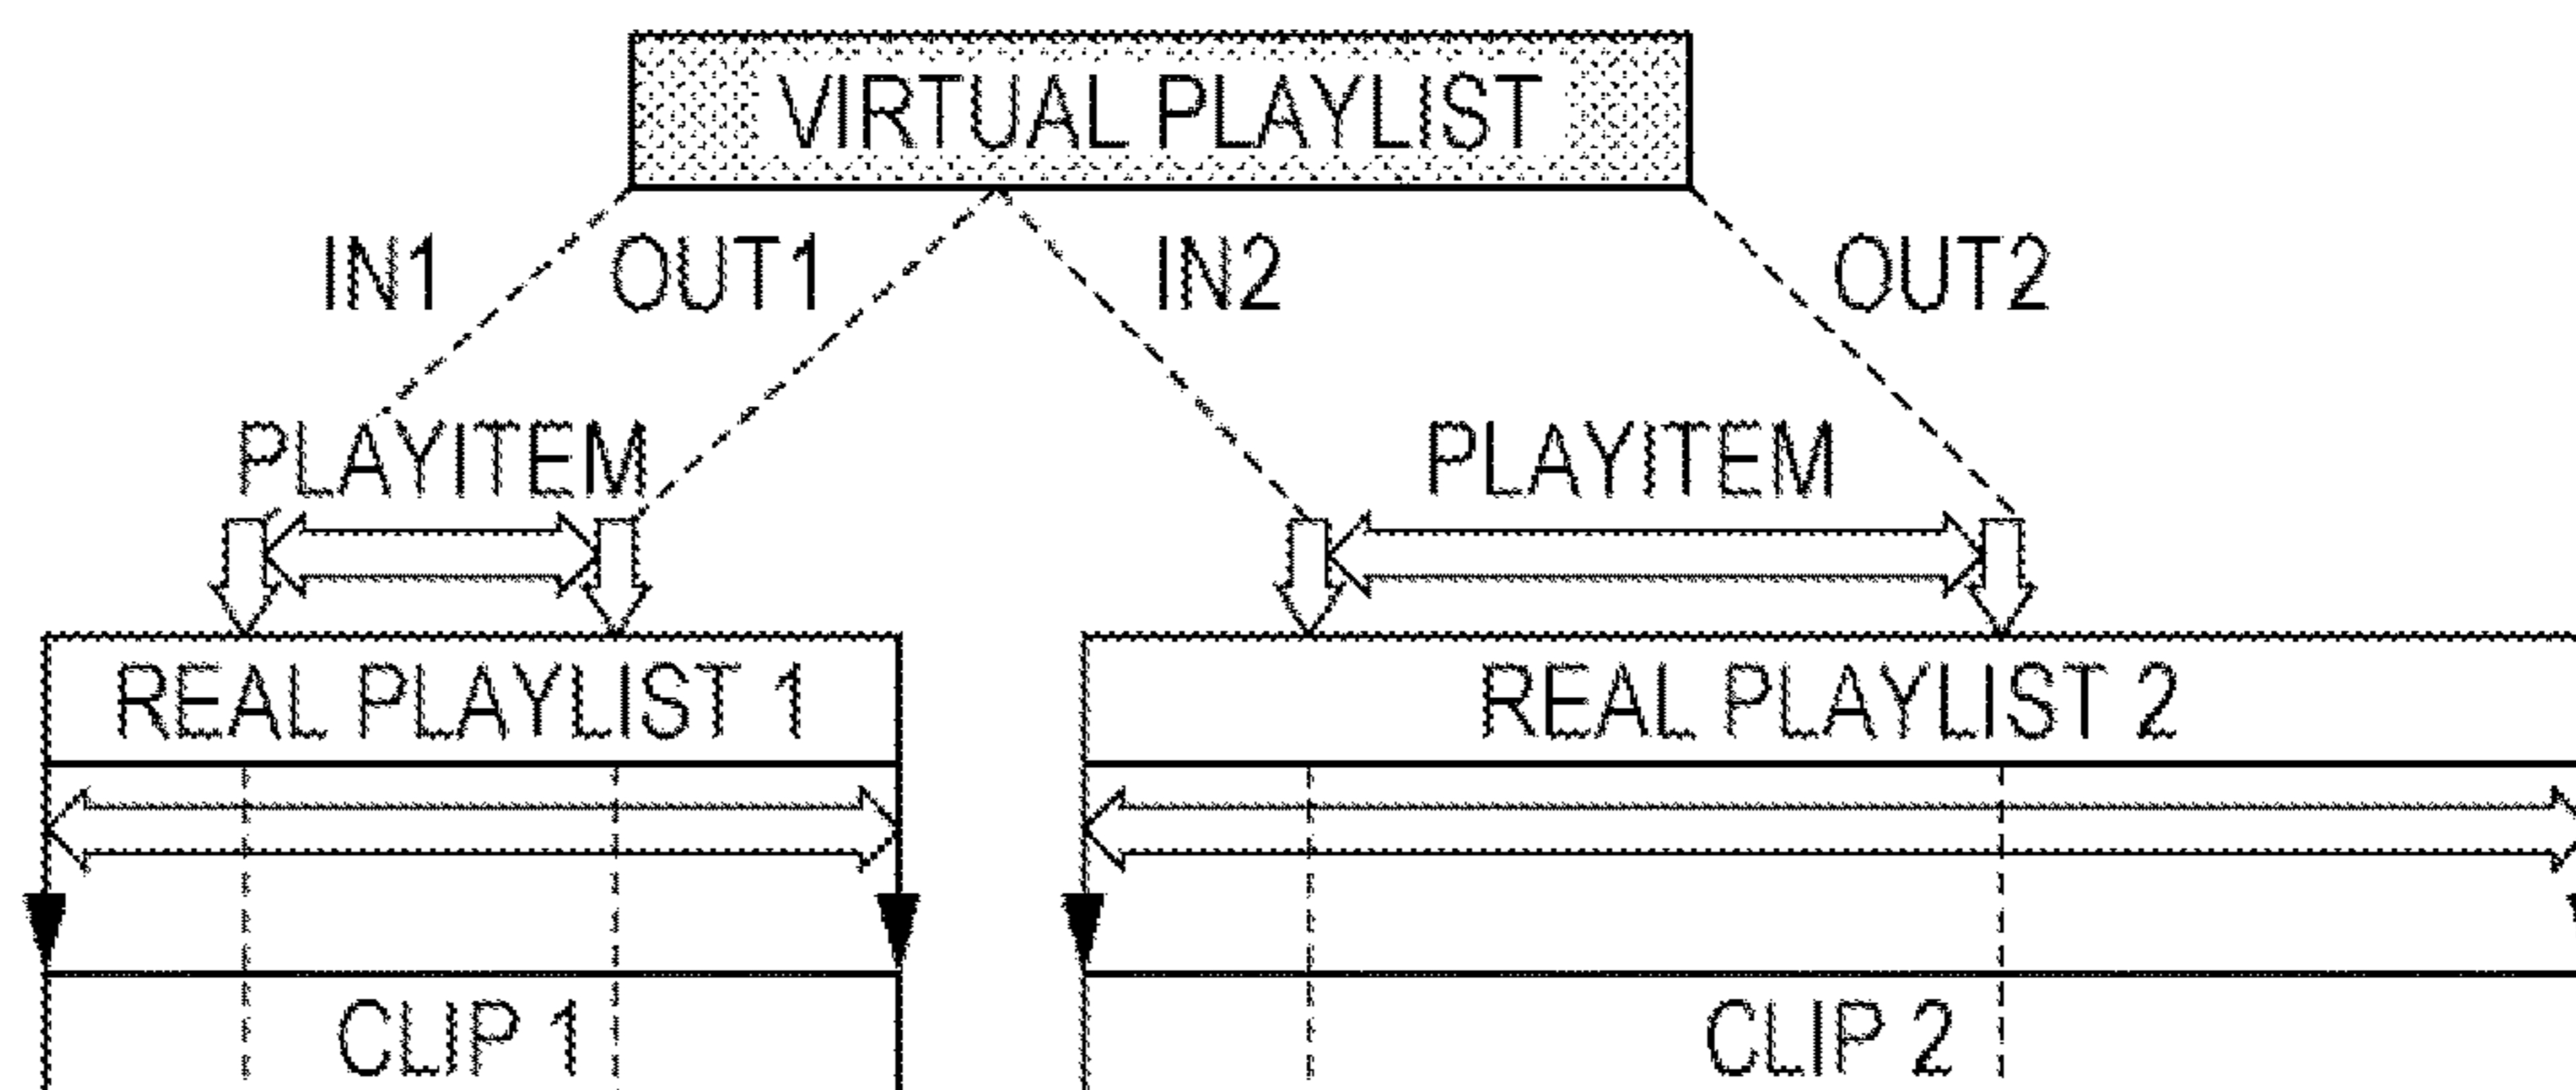 VIRTUAL PLAYLIST
IN1 OUT1 IN2 OUT2
PLAYITEM PLAYITEM
REAL PLAYLIST 1 REAL PLAYLIST 2
CLIP 1 CLIP 2